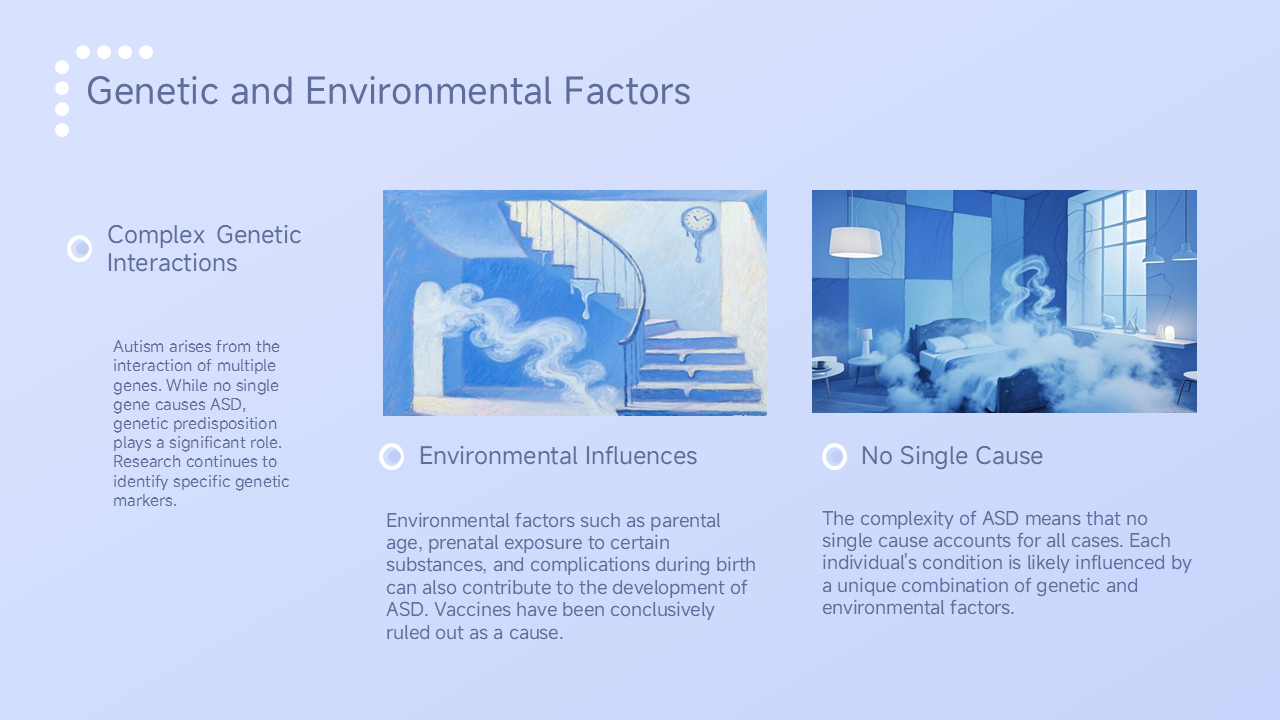 Genetic and Environmental Factors
Complex Genetic
Interactions
Autism arises from the
interaction of multiple
genes. While no single
gene causes ASD,
genetic predisposition
plays a significant role.
Research continues to
identify specific genetic
markers.
Environmental Influences
Environmental factors such as parental
age, prenatal exposure to certain
substances, and complications during birth
can also contribute to the development of
ASD. Vaccines have been conclusively
ruled out as a cause.
No Single Cause
The complexity of ASD means that no
single cause accounts for all cases. Each
individual's condition is likely influenced by
a unique combination of genetic and
environmental factors.